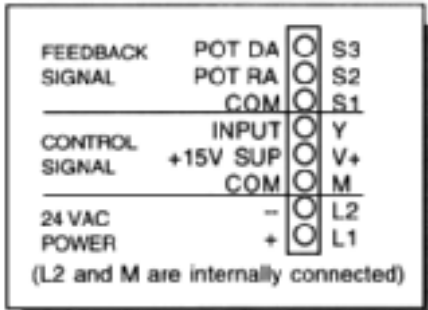 FEEDBACK SIGNAL POT DA S3
POT RA S2
COM S1
CONTROL SIGNAL INPUT Y
+15V SUP V+
COM M
24 VAC POWER -- L2
+ L1
(L2 and M are internally connected)